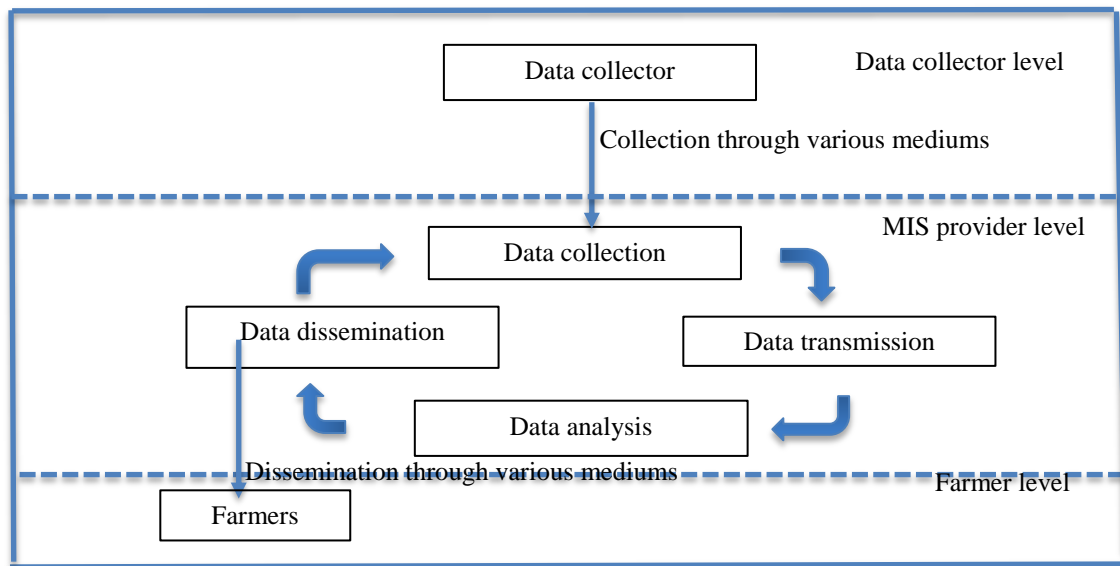 Data collector level
Data collector
Collection through various mediums
MIS provider level
Data collection
Data dissemination
Data transmission
Data analysis
Dissemination through various mediums
Farmer level
Farmers